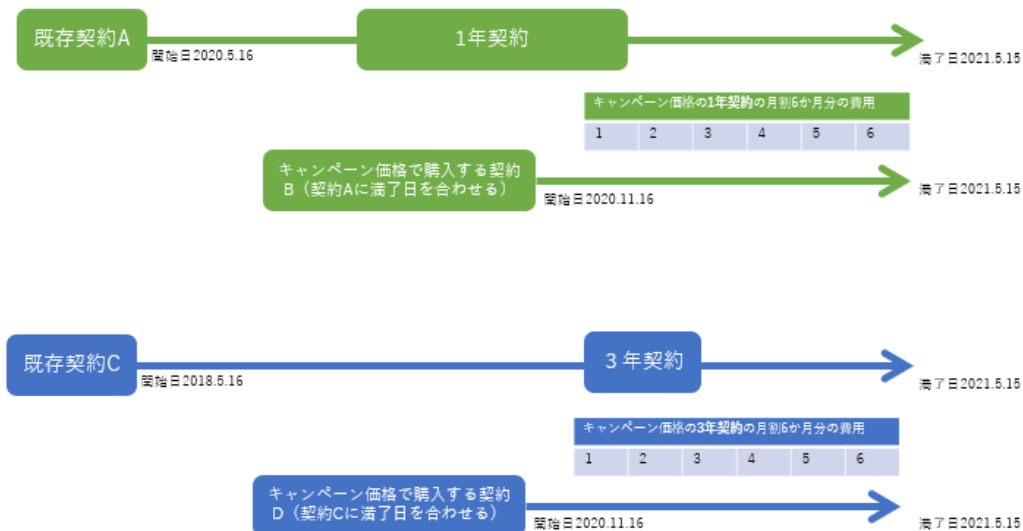 既存契約A
1年契約
開始日2020.5.16
満了日2021.5.15
キャンペーン価格の1年契約の月割6か月分の費用
1 2 3 4 5 6
キャンペーン価格で購入する契約
B（契約Aに満了日を合わせる）
開始日2020.11.16
満了日2021.5.15
既存契約C
３年契約
開始日2018.5.16
満了日2021.5.15
キャンペーン価格の3年契約の月割6か月分の費用
1 2 3 4 5 6
キャンペーン価格で購入する契約
D（契約Cに満了日を合わせる）
開始日2020.11.16
満了日2021.5.15